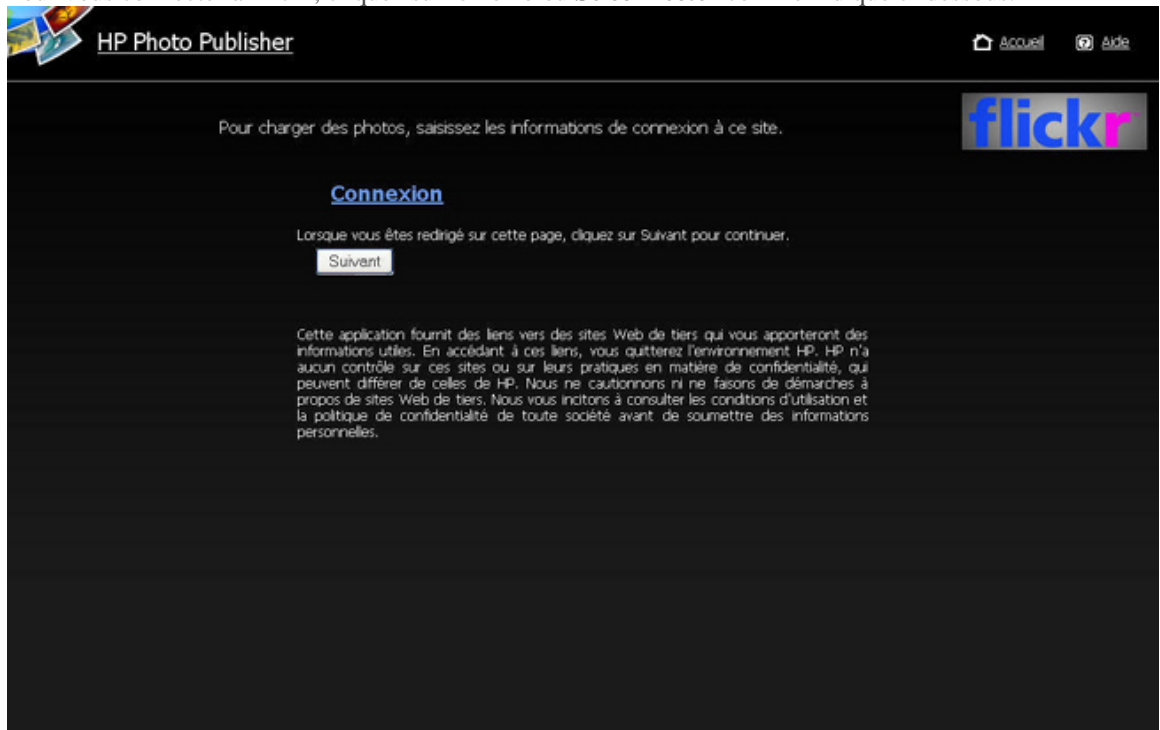 HP Photo Publisher
Accueil
Aide
Pour charger des photos, saisissez les informations de connexion à ce site.
flickr
Connexion
Lorsque vous êtes redirigé sur cette page, cliquez sur Suivant pour continuer.
Suivant
Cette application fournit des liens vers des sites Web de tiers qui vous apporteront des
informations utiles. En accédant à ces liens, vous quitterez l'environnement HP. HP n'a
aucun contrôle sur ces sites ou sur leurs pratiques en matière de confidentialité, qui
peuvent différer de celles de HP. Nous ne cautionnons ni ne faisons de démarches à
propos de sites Web de tiers. Nous vous incitons à consulter les conditions d'utilisation et
la politique de confidentialité de toute société avant de soumettre des informations
personnelles.